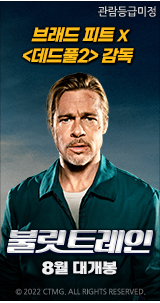 관람등급미정
브래드 피트 X
<데드풀2> 감독
불릿트레인
8월 대개봉
© 2022 CTMG. ALL RIGHTS RESERVED.